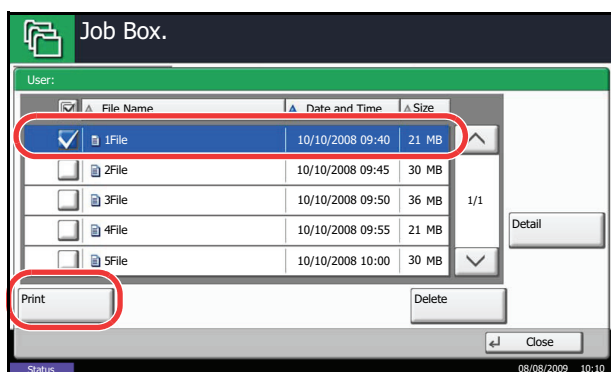 Job Box.
User:
File Name Date and Time Size
1File 10/10/2008 09:40 21 MB
2File 10/10/2008 09:45 30 MB
3File 10/10/2008 09:50 36 MB
1/1
4File 10/10/2008 09:55 21 MB
Detail
5File 10/10/2008 10:00 30 MB
Print Delete
Close
Status 08/08/2009 10:10